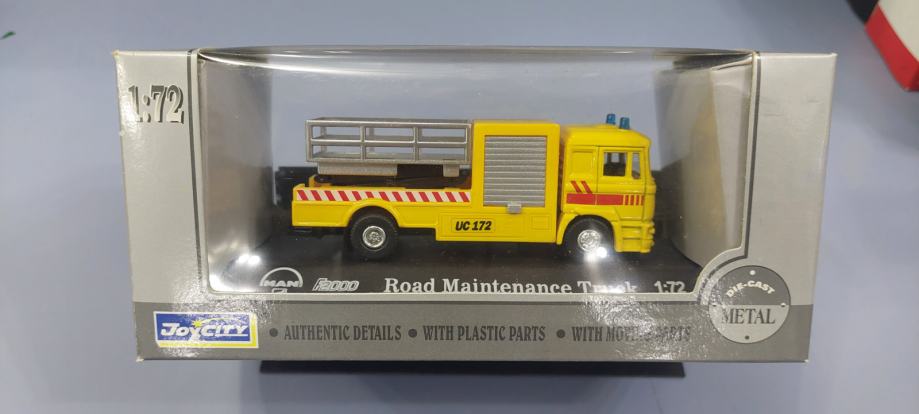 1:72
UC 172
MAN F2000 Road Maintenance Truck 1:72
DIE-CAST
METAL
JOYCITY • AUTHENTIC DETAILS • WITH PLASTIC PARTS • WITH MOVING PARTS